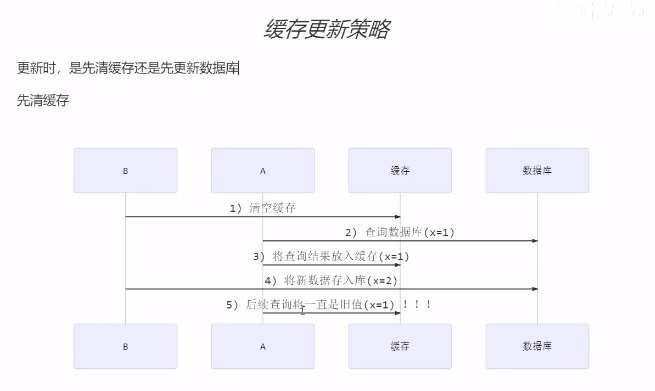 缓存更新策略
更新时，是先清缓存还是先更新数据库
先清缓存
B
A
缓存
数据库
1) 清空缓存
2) 查询数据库(x=1)
3) 将查询结果放入缓存(x=1)
4) 将新数据存入库(x=2)
5) 后续查询将一直是旧值(x=1) ！！！
B
A
缓存
数据库